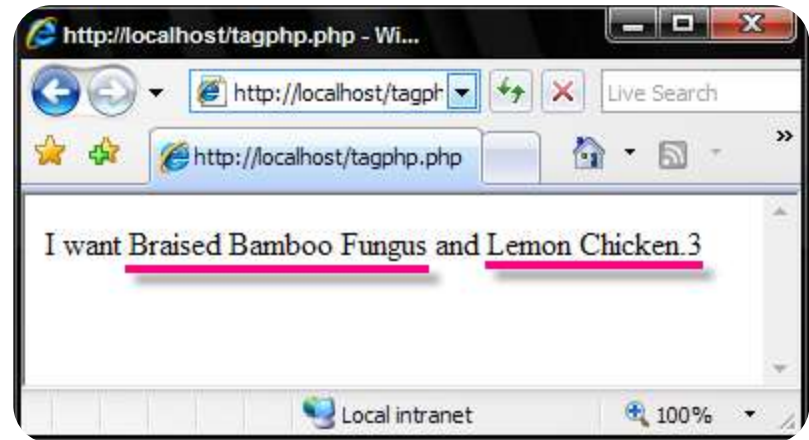 http://localhost/tagphp.php - Wi...
http://localhost/tagph
Live Search
http://localhost/tagphp.php
»
I want Braised Bamboo Fungus and Lemon Chicken.3
Local intranet
100%